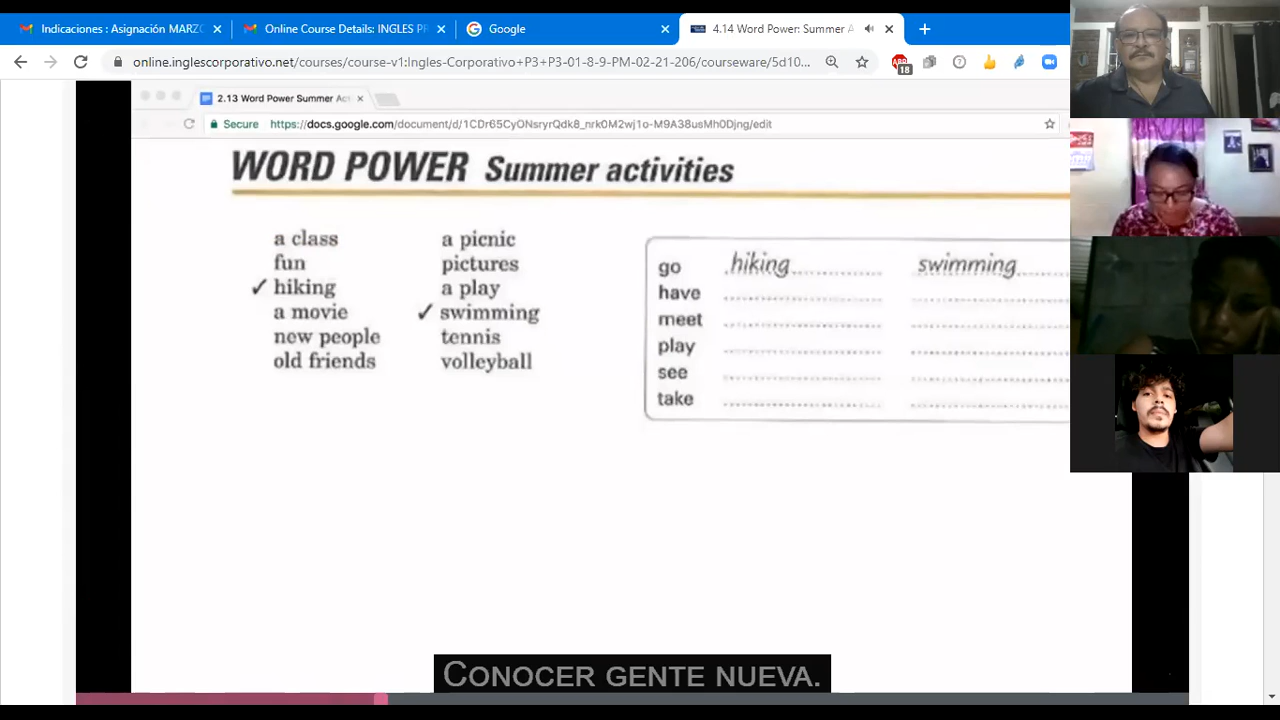 Indicaciones : Asignación MARZO
Online Course Details: INGLES PR
Google
4.14 Word Power: Summer A
online.inglescorporativo.net/courses/course-v1:Ingles-Corporativo+P3+P3-01-8-9-PM-02-21-206/courseware/5d10...
ABP
18
2.13 Word Power Summer Act
Secure https://docs.google.com/document/d/1CDr65CyONsryrQdk8_nrk0M2wj1o-M9A38usMh0Djng/edit
WORD POWER Summer activities
a class
fun
✓ hiking
a movie
new people
old friends
a picnic
pictures
a play
✓ swimming
tennis
volleyball
go hiking swimming
have
meet
play
see
take
CONOCER GENTE NUEVA.